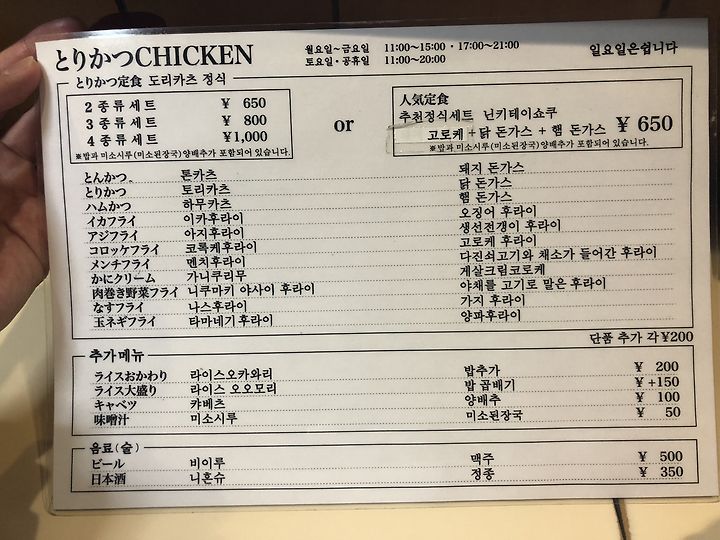 とりかつCHICKEN
월요일~금요일 11:00~15:00 · 17:00~21:00
토요일 · 공휴일 11:00~20:00
일요일은쉽니다
とりかつ定食 도리카츠 정식
2 종류 세트 ¥ 650
3 종류 세트 ¥ 800
4 종류 세트 ¥1,000
※밥과 미소시루(미소된장국)양배추가 포함되어 있습니다.
or
人気定食
추천정식세트 닌키테이쇼쿠
고로케 + 닭 돈가스 + 햄 돈가스 ¥ 650
※밥과 미소시루(미소된장국)양배추가 포함되어 있습니다.
とんかつ 톤카츠 돼지 돈가스
とりかつ 토리카츠 닭 돈가스
ハムかつ 하무카츠 햄 돈가스
イカフライ 이카후라이 오징어 후라이
アジフライ 아지후라이 생선전갱이 후라이
コロッケフライ 코록케후라이 고로케 후라이
メンチフライ 멘치후라이 다진쇠고기와 채소가 들어간 후라이
かにクリーム 가니쿠리무 게살크림코로케
肉巻き野菜フライ 니쿠마키 야사이 후라이 야채를 고기로 말은 후라이
なすフライ 나스후라이 가지 후라이
玉ネギフライ 타마네기후라이 양파후라이
단품 추가 각 ¥200
추가메뉴
ライスおかわり 라이스오카와리 밥추가 ¥ 200
ライス大盛り 라이스 오오모리 밥 곱배기 ¥ +150
キャベツ 캬베츠 양배추 ¥ 100
味噌汁 미소시루 미소된장국 ¥ 50
음료(술)
ビール 비이루 맥주 ¥ 500
日本酒 니혼슈 정종 ¥ 350